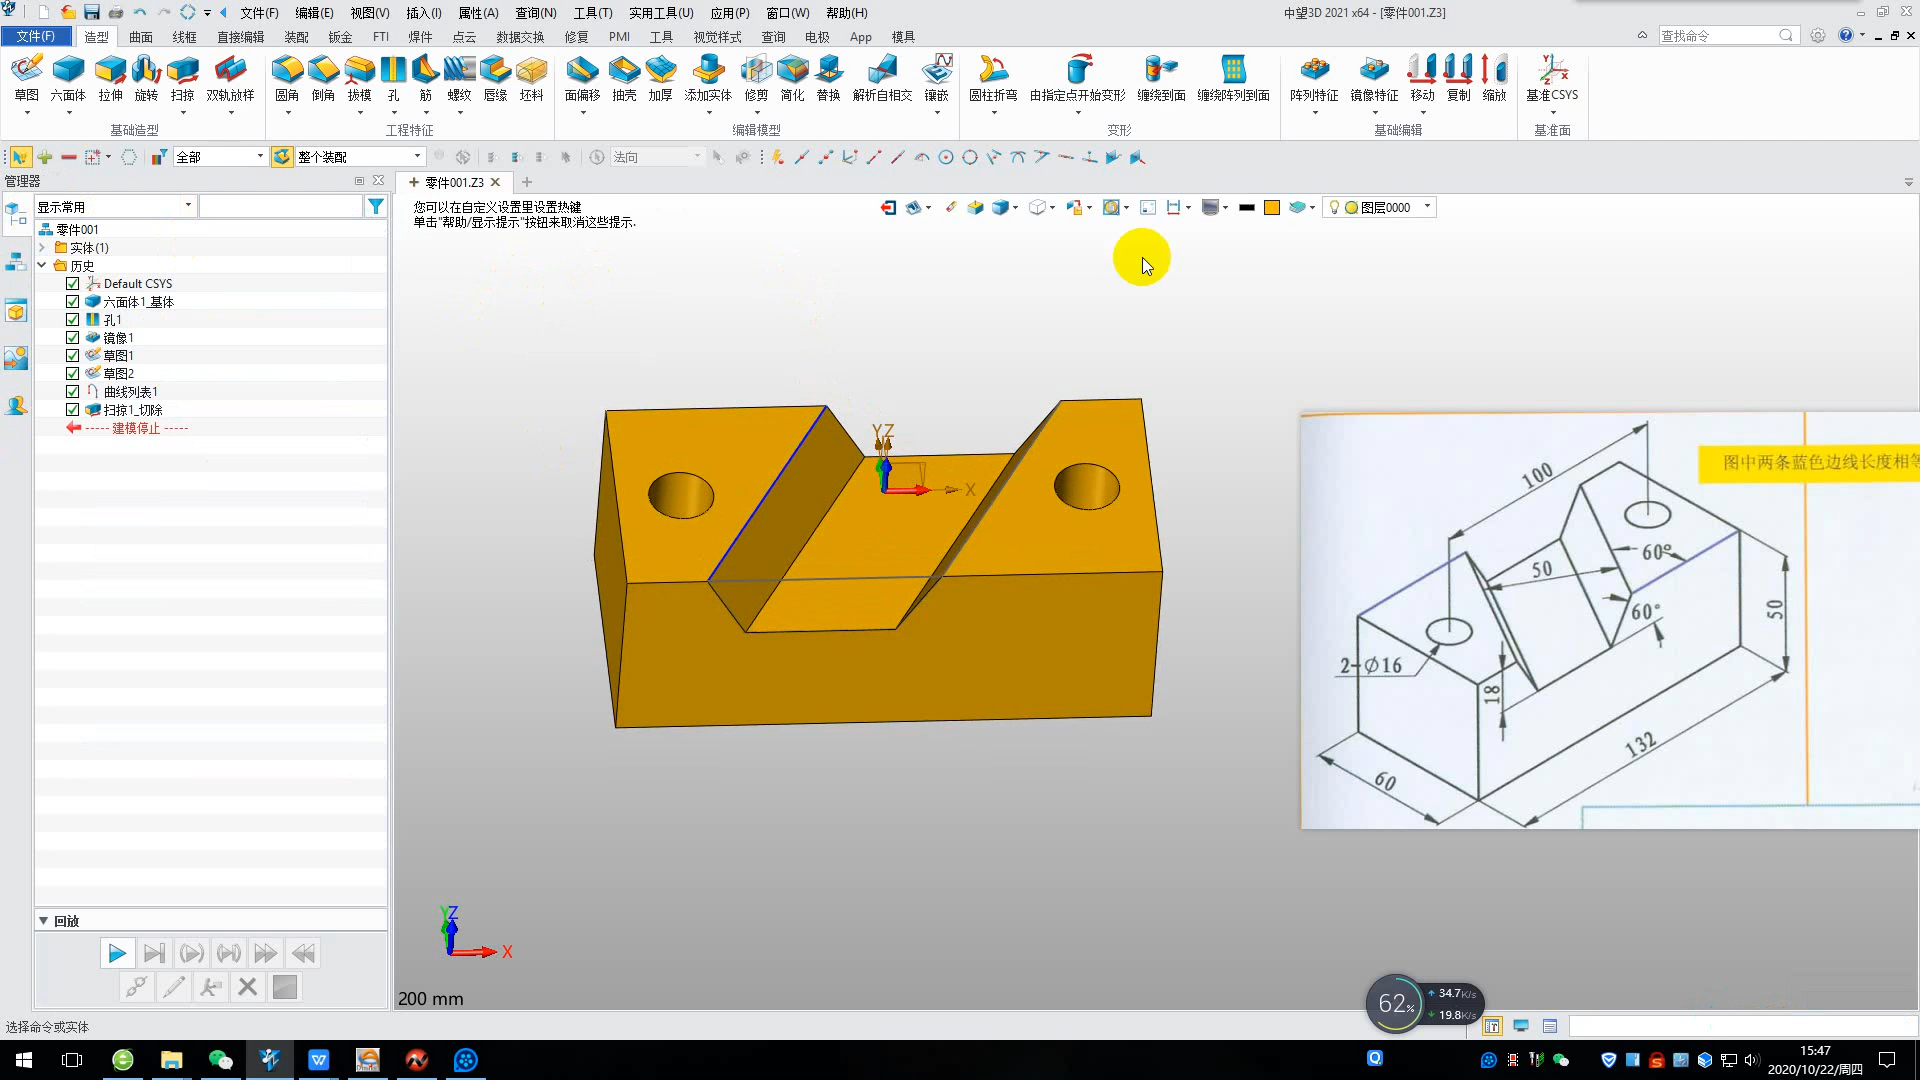 文件(F) 编辑(E) 视图(V) 插入(I) 属性(A) 查询(N) 工具(T) 实用工具(U) 应用(P) 窗口(W) 帮助(H) 中望3D 2021 x64 - [零件001.Z3]
文件(F) 造型 曲面 线框 直接编辑 装配 钣金 FTI 焊件 点云 数据交换 修复 PMI 工具 视觉样式 查询 电极 App 模具 查找命令
草图 六面体 拉伸 旋转 扫掠 双轨放样 圆角 倒角 拔模 孔 筋 螺纹 唇缘 坯料 面偏移 抽壳 加厚 添加实体 修剪 简化 替换 解析自相交 镶嵌 圆柱折弯 由指定点开始变形 缠绕到面 缠绕阵列到面 阵列特征 镜像特征 移动 复制 缩放 基准CSYS
基础造型 工程特征 编辑模型 变形 基础编辑 基准面
全部 整个装配 法向
管理器 零件001.Z3
显示常用
您可以在自定义设置里设置热键
单击"帮助/显示提示"按钮来取消这些提示.
图层0000
零件001
实体(1)
历史
Default CSYS
六面体1_基体
孔1
镜像1
草图1
草图2
曲线列表1
扫掠1_切除
----- 建模停止 -----
YZ
X
图中两条蓝色边线长度相等
100
60°
50
60°
50
2-Φ16
18
132
60
回放
YZ
X
200 mm
62%
34.7K/s
19.8K/s
选择命令或实体
15:47
2020/10/22/周四